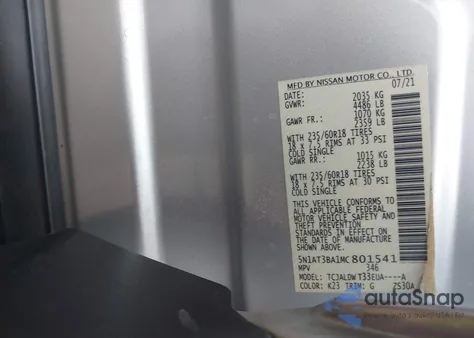 MFD BY NISSAN MOTOR CO., LTD.
DATE: 07/21
GVWR: 2035 KG
4486 LB
GAWR FR.: 1070 KG
2359 LB
WITH 235/60R18 TIRES
18 x 7.5 RIMS AT 33 PSI
COLD SINGLE
GAWR RR.: 1015 KG
2238 LB
WITH 235/60R18 TIRES
18 x 7.5 RIMS AT 30 PSI
COLD SINGLE
THIS VEHICLE CONFORMS TO
ALL APPLICABLE FEDERAL
MOTOR VEHICLE SAFETY AND
THEFT PREVENTION
STANDARDS IN EFFECT ON
THE DATE OF MANUFACTURE
SHOWN ABOVE.
5N1AT3BA1MC801541
MPV 346
MODEL: TCJALDWT33EUA----A
COLOR: K23 TRIM: G ZS30A
autoSnap